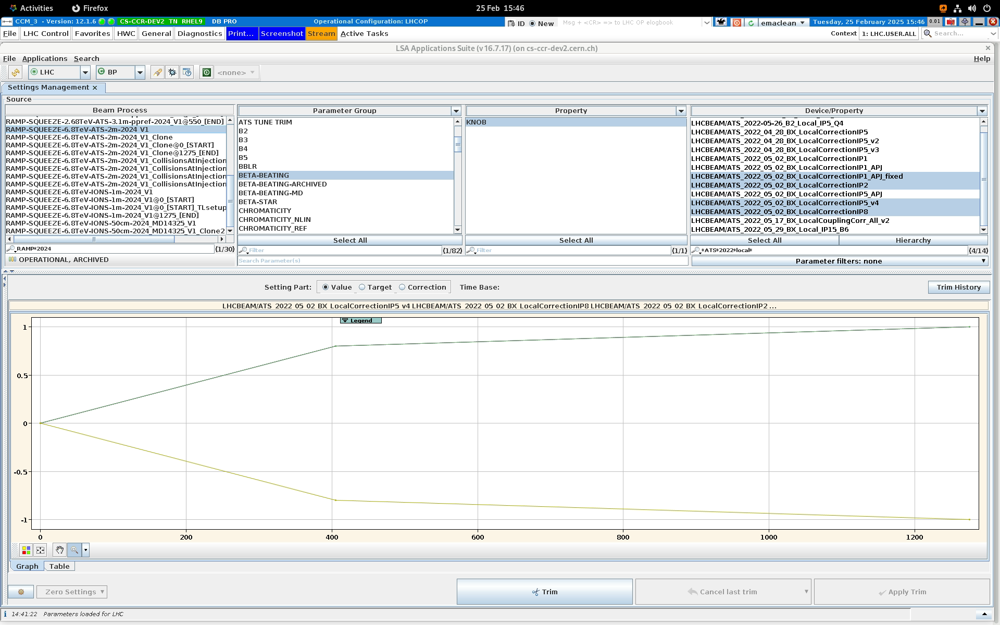 Activities Firefox 25 Feb 15:46
CCM_3 - Version: 12.1.6 CS-CCR-DEV2 TN RHEL9 DB PRO Operational Configuration: LHCOP ID New Msg + <CR> => to LHC OP elogbook emaclean Tuesday, 25 February 2025 15:46 0.01
File LHC Control Favorites HWC General Diagnostics Print... Screenshot Stream Active Tasks Context 1: LHC.USER.ALL Search...
LSA Applications Suite (v 16.7.17) (on cs-ccr-dev2.cern.ch)
File Applications Search Help
LHC BP <none>
Settings Management
Source
Beam Process
RAMP-SQUEEZE-2.68TeV-ATS-3.1m-ppref-2024_V1@550_[END]
RAMP-SQUEEZE-6.8TeV-ATS-2m-2024_V1
RAMP-SQUEEZE-6.8TeV-ATS-2m-2024_V1_Clone
RAMP-SQUEEZE-6.8TeV-ATS-2m-2024_V1_Clone@0_[START]
RAMP-SQUEEZE-6.8TeV-ATS-2m-2024_V1_Clone@1275_[END]
RAMP-SQUEEZE-6.8TeV-ATS-2m-2024_V1_CollisionsAtInjection
RAMP-SQUEEZE-6.8TeV-ATS-2m-2024_V1_CollisionsAtInjection
RAMP-SQUEEZE-6.8TeV-ATS-2m-2024_V1_CollisionsAtInjection
RAMP-SQUEEZE-6.8TeV-ATS-2m-2024_V1_CollisionsAtInjection
RAMP-SQUEEZE-6.8TeV-IONS-1m-2024_V1
RAMP-SQUEEZE-6.8TeV-IONS-1m-2024_V1@0_[START]
RAMP-SQUEEZE-6.8TeV-IONS-1m-2024_V1@0_[START]_TLsetup
RAMP-SQUEEZE-6.8TeV-IONS-1m-2024_V1@1275_[END]
RAMP-SQUEEZE-6.8TeV-IONS-50cm-2024_MD14325_V1
RAMP-SQUEEZE-6.8TeV-IONS-50cm-2024_MD14325_V1_Clone2
RAMP*2024 (1/30)
OPERATIONAL, ARCHIVED
Parameter Group
ATS TUNE TRIM
B2
B3
B4
B5
BBLR
BETA-BEATING
BETA-BEATING-ARCHIVED
BETA-BEATING-MD
BETA-STAR
CHROMATICITY
CHROMATICITY_NLIN
CHROMATICITY_REF
Select All
Filter (1/82)
Search Parameter(s)
Property
KNOB
Select All
Filter (1/1)
Device/Property
LHCBEAM/ATS_2022-05-26_B2_Local_IP5_Q4
LHCBEAM/ATS_2022_04_28_BX_LocalCorrectionIP5
LHCBEAM/ATS_2022_04_28_BX_LocalCorrectionIP5_v2
LHCBEAM/ATS_2022_04_28_BX_LocalCorrectionIP5_v3
LHCBEAM/ATS_2022_05_02_BX_LocalCorrectionIP1
LHCBEAM/ATS_2022_05_02_BX_LocalCorrectionIP1_APJ
LHCBEAM/ATS_2022_05_02_BX_LocalCorrectionIP1_APJ_fixed
LHCBEAM/ATS_2022_05_02_BX_LocalCorrectionIP2
LHCBEAM/ATS_2022_05_02_BX_LocalCorrectionIP5_APJ
LHCBEAM/ATS_2022_05_02_BX_LocalCorrectionIP5_v4
LHCBEAM/ATS_2022_05_02_BX_LocalCorrectionIP8
LHCBEAM/ATS_2022_05_17_BX_LocalCouplingCorr_All_v2
LHCBEAM/ATS_2022_05_29_BX_Local_IP15_B6
Select All Hierarchy
*ATS*2022*local* (4/14)
Parameter filters: none
Setting Part: Value Target Correction Time Base: Trim History
LHCBEAM/ATS_2022_05_02_BX_LocalCorrectionIP5_v4 LHCBEAM/ATS_2022_05_02_BX_LocalCorrectionIP8 LHCBEAM/ATS_2022_05_02_BX_LocalCorrectionIP2 ...
Legend
1
0.5
0
-0.5
-1
0 200 400 600 800 1000 1200
Graph Table
Zero Settings Trim Cancel last trim Apply Trim
14:41:22 Parameters loaded for LHC